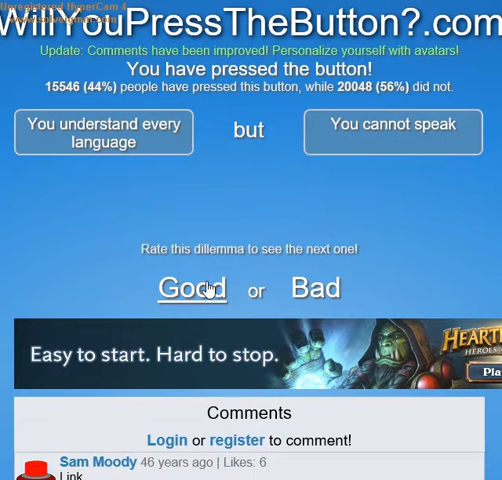 Unregistered HyperCam 4
WillYouPressTheButton?.com
Update: Comments have been improved! Personalize yourself with avatars!
You have pressed the button!
15546 (44%) people have pressed this button, while 20048 (56%) did not.
You understand every
language
but
You cannot speak
Rate this dillemma to see the next one!
Good or Bad
Easy to start. Hard to stop.
HEARTH
HEROES
Pla
Comments
Login or register to comment!
Sam Moody 46 years ago | Likes: 6
Link